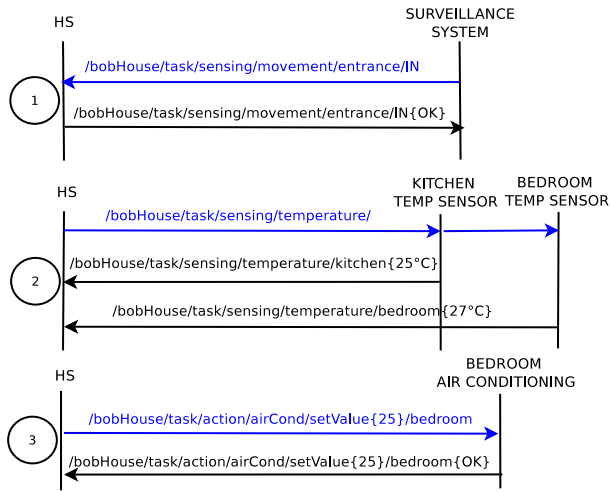 HS
SURVEILLANCE
SYSTEM
/bobHouse/task/sensing/movement/entrance/IN
1
/bobHouse/task/sensing/movement/entrance/IN{OK}
HS
KITCHEN
TEMP SENSOR
BEDROOM
TEMP SENSOR
/bobHouse/task/sensing/temperature/
2
/bobHouse/task/sensing/temperature/kitchen{25°C}
/bobHouse/task/sensing/temperature/bedroom{27°C}
HS
BEDROOM
AIR CONDITIONING
/bobHouse/task/action/airCond/setValue{25}/bedroom
3
/bobHouse/task/action/airCond/setValue{25}/bedroom{OK}